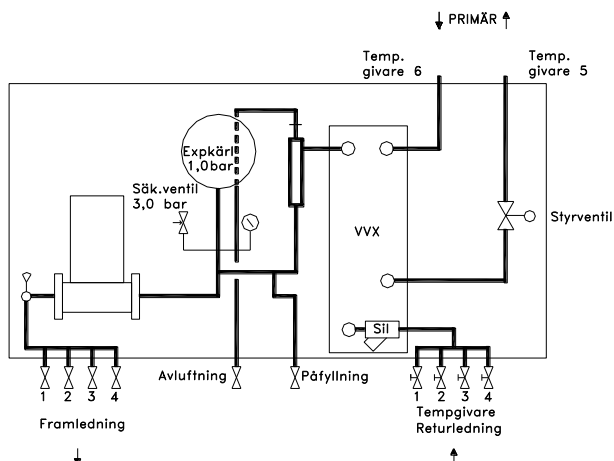 PRIMÄR
Temp.
givare 6
Temp.
givare 5
Expkärl
1,0bar
Säk.ventil
3,0 bar
VVX
Styrventil
Sil
Avluftning
Påfyllning
1 2 3 4
Framledning
1 2 3 4
Tempgivare
Returledning